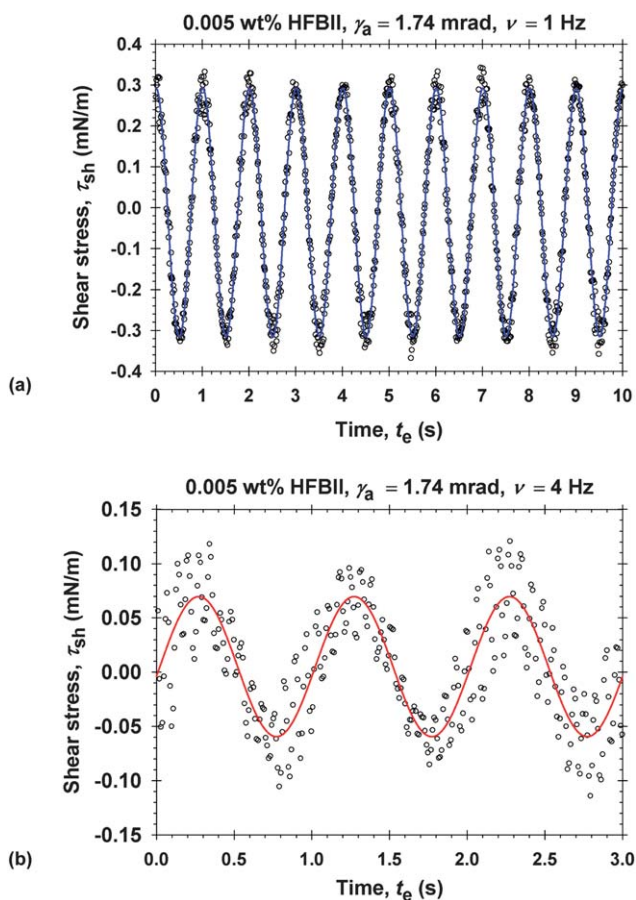 0.005 wt% HFBII, γa = 1.74 mrad, ν = 1 Hz
0.4
0.3
0.2
0.1
0.0
-0.1
-0.2
-0.3
-0.4
Shear stress, τsh (mN/m)
0 1 2 3 4 5 6 7 8 9 10
Time, te (s)
(a)
0.005 wt% HFBII, γa = 1.74 mrad, ν = 4 Hz
0.15
0.10
0.05
0.00
-0.05
-0.10
-0.15
Shear stress, τsh (mN/m)
0.0 0.5 1.0 1.5 2.0 2.5 3.0
Time, te (s)
(b)